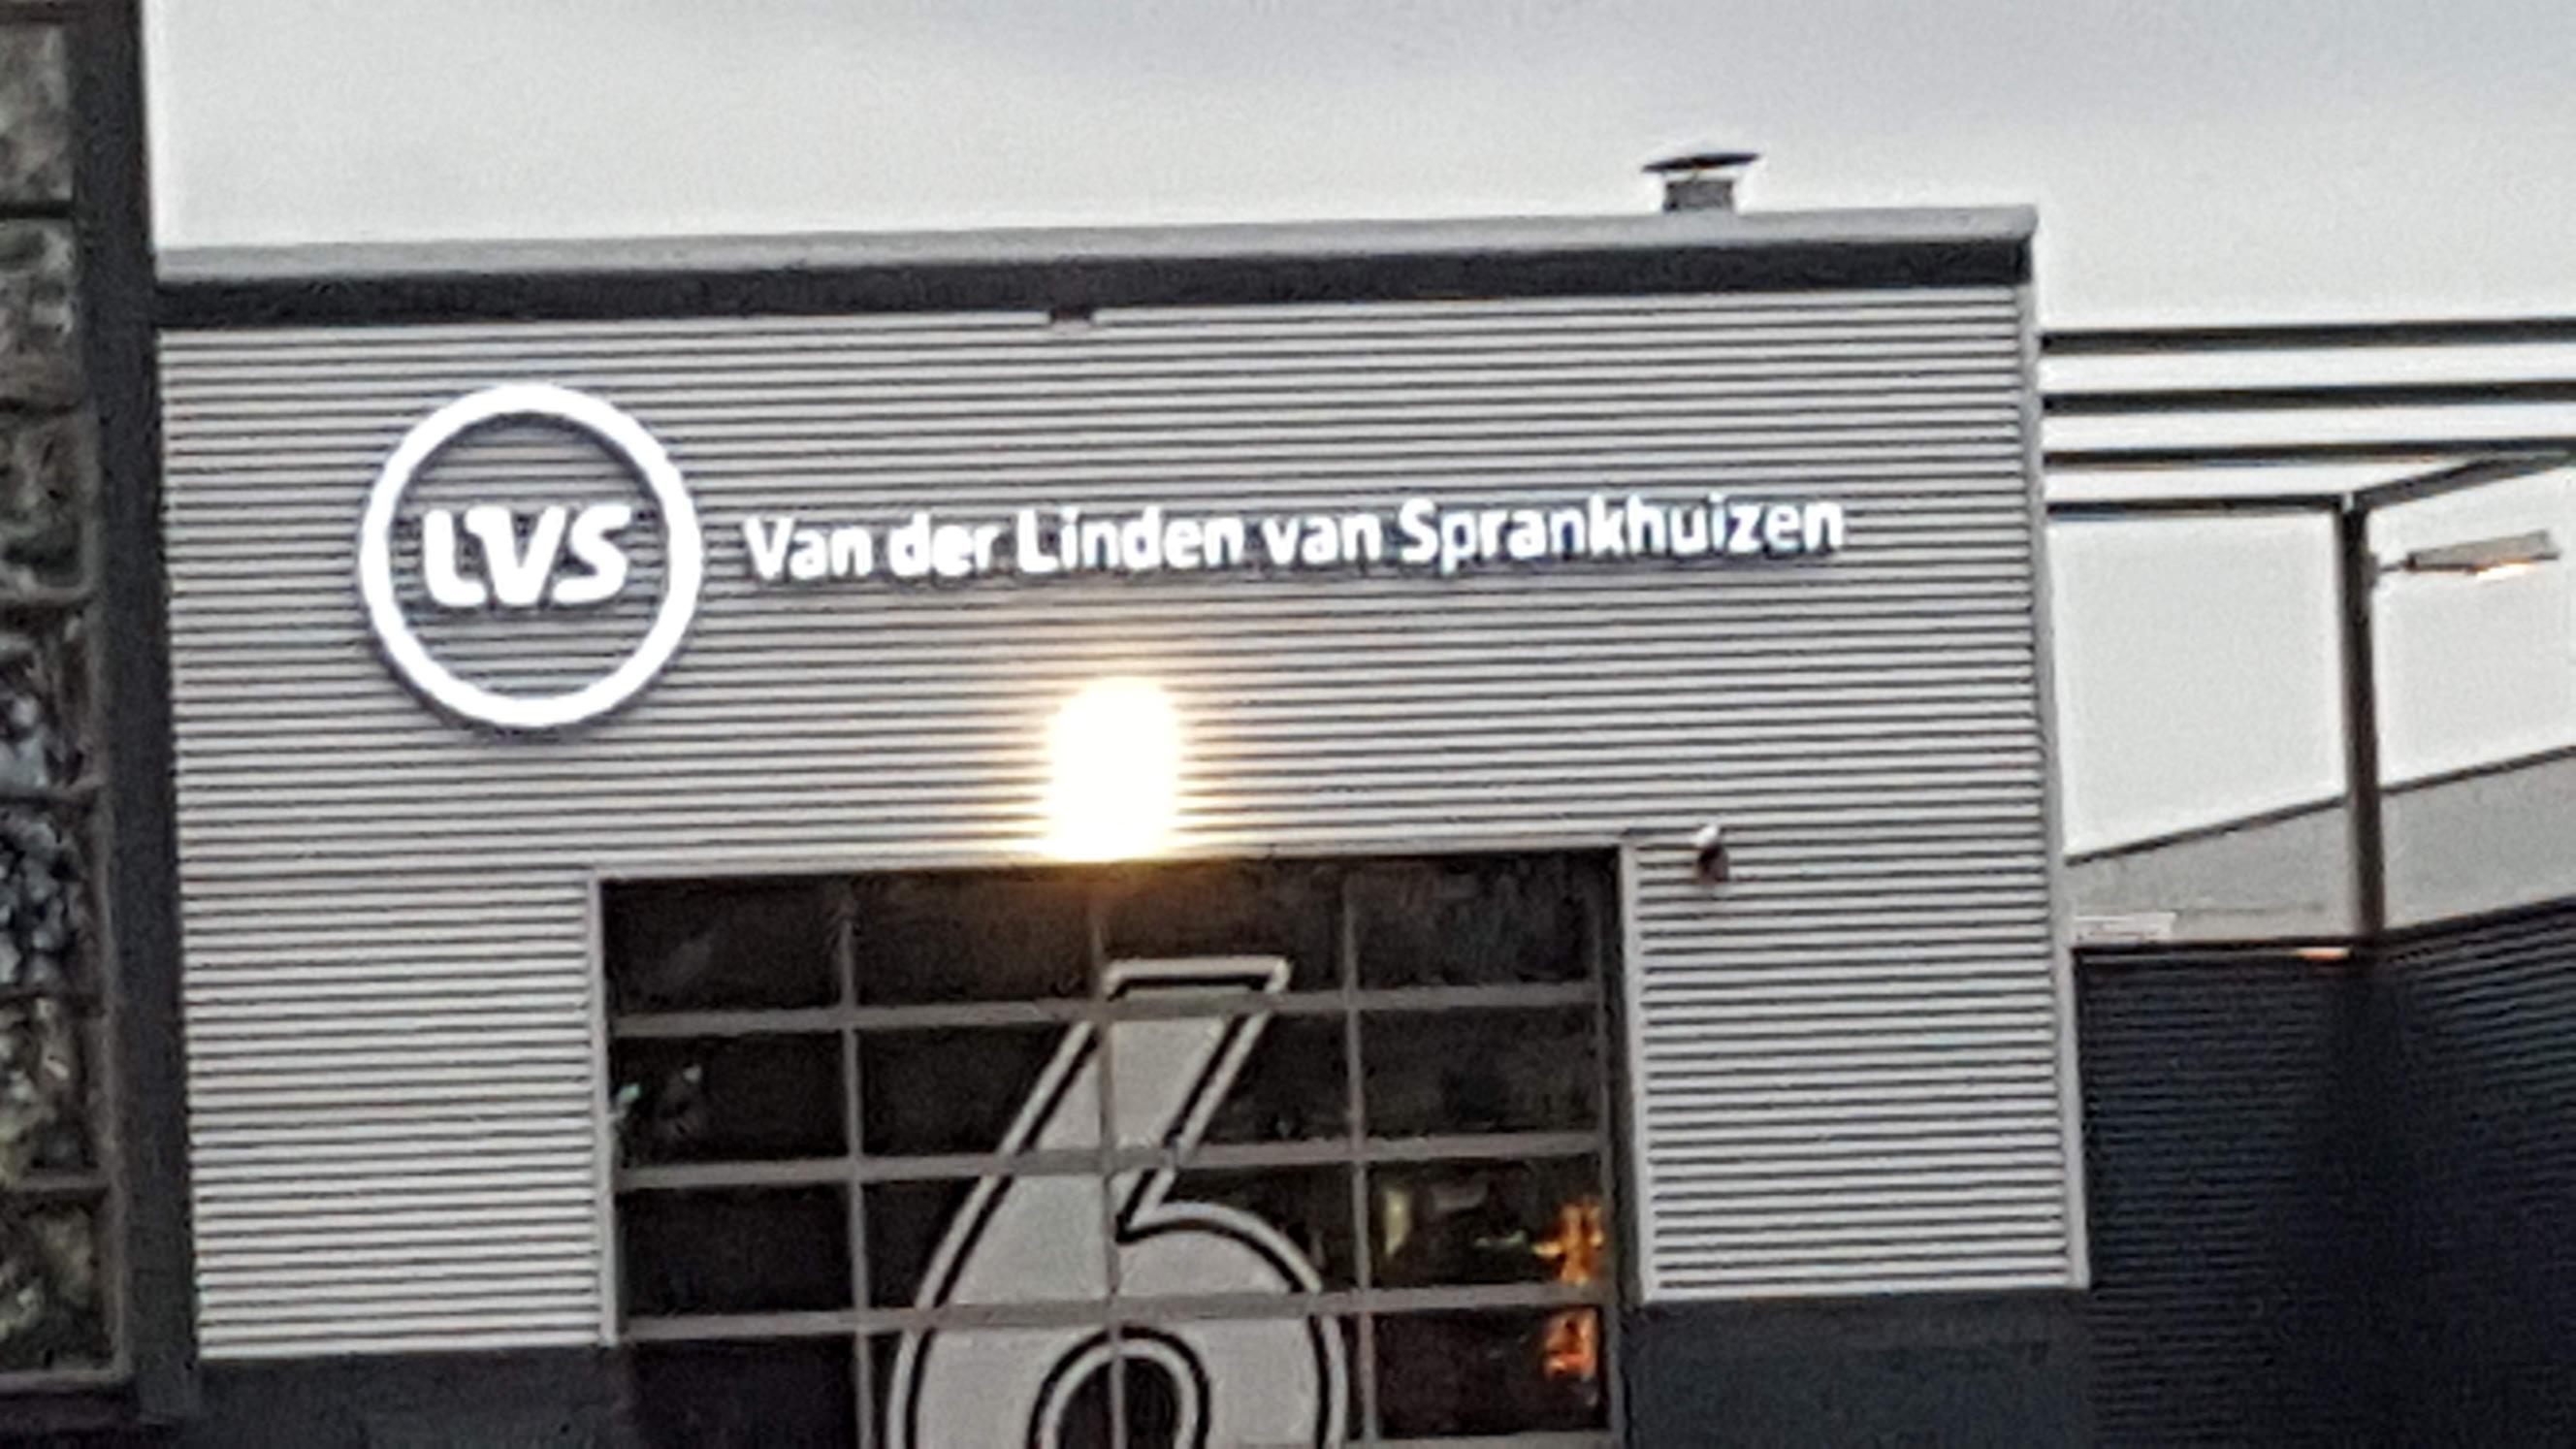 LVS
Van der Linden van Sprankhuizen
6